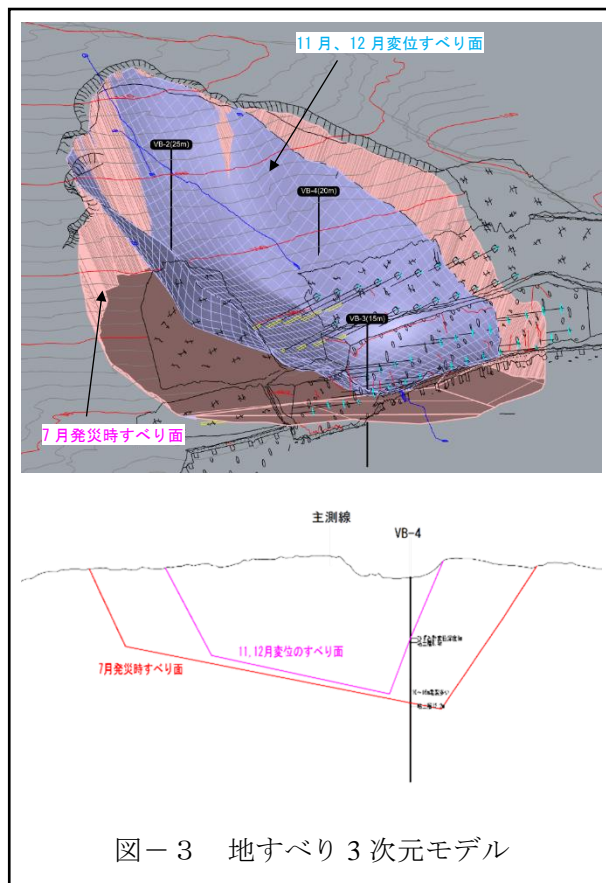 11月、12月変位すべり面
VB-2(25m)
VB-4(20m)
VB-3(15m)
7月発災時すべり面
主測線
VB-4
11,12月変位のすべり面
7月発災時すべり面
図－３　地すべり３次元モデル